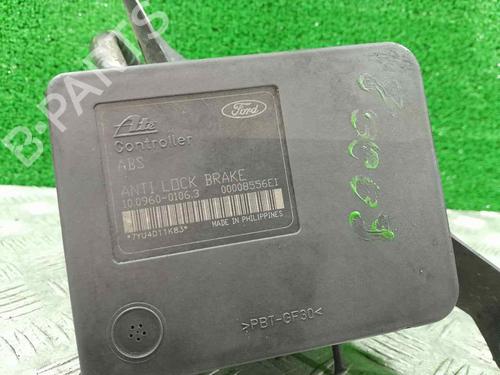 B-PARTS
Ate
Ford
Controller
ABS
ANTI LOCK BRAKE
10.0960-0106.3 00008556E1
*7YU4D11K83*
MADE IN PHILIPPINES
>PBT-GF30<